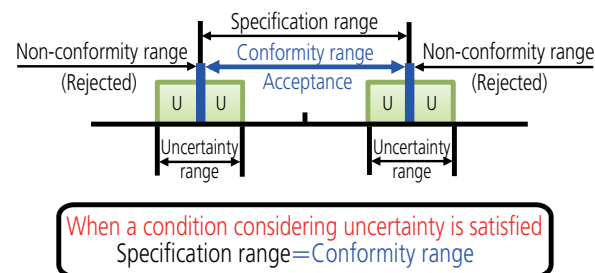 Specification range
Non-conformity range
Conformity range
Non-conformity range
(Rejected)
Acceptance
(Rejected)
U
U
U
U
Uncertainty
range
Uncertainty
range
When a condition considering uncertainty is satisfied
Specification range=Conformity range